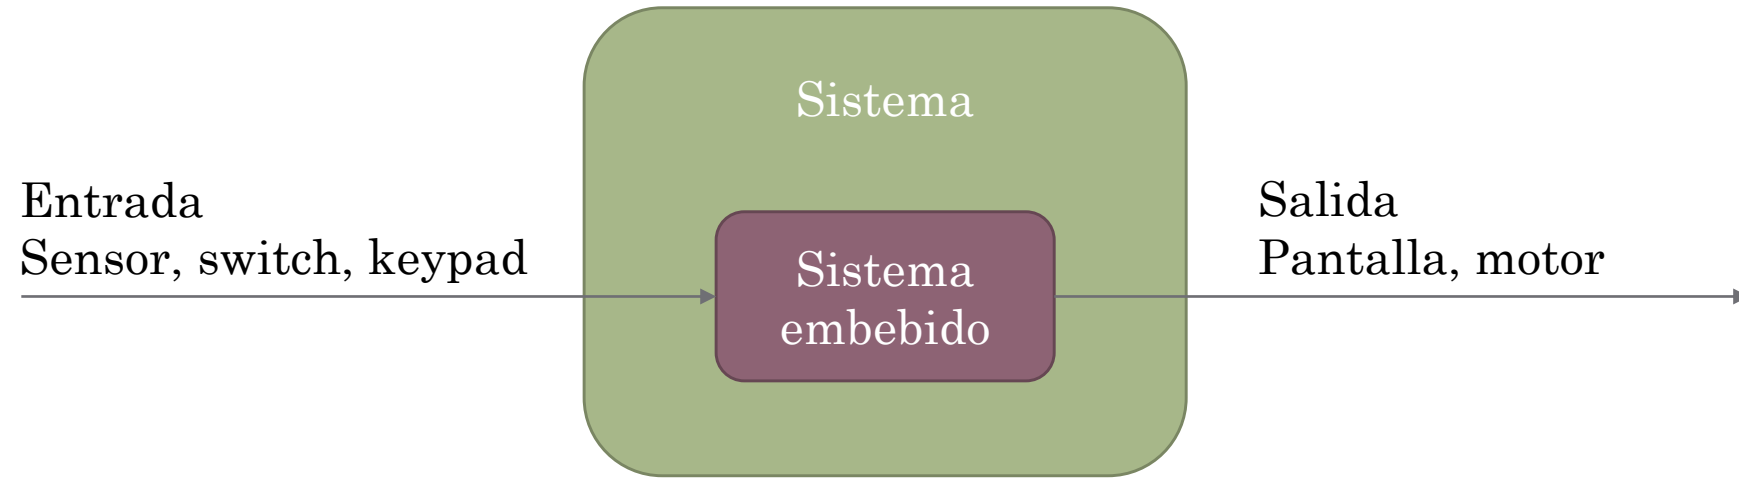 Sistema
Entrada
Sensor, switch, keypad
Sistema
embebido
Salida
Pantalla, motor